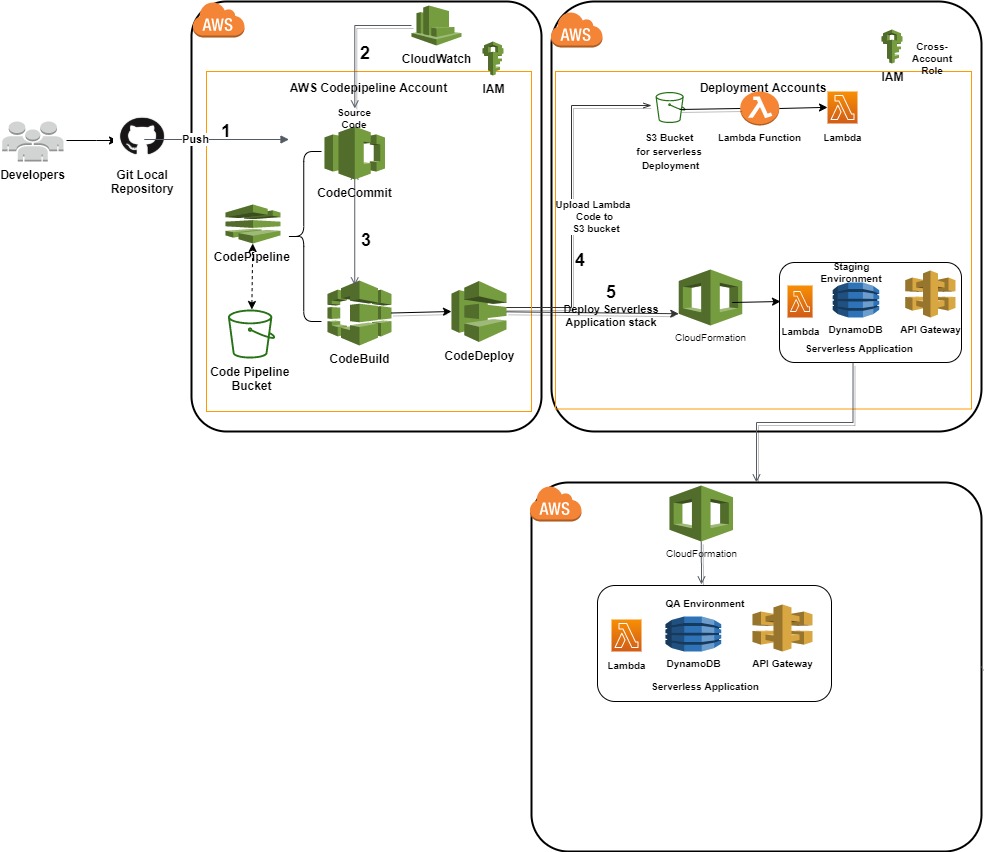 AWS
2
CloudWatch
IAM
AWS Codepipeline Account
Source
Code
1
Push
Developers
Git Local
Repository
CodeCommit
3
CodePipeline
Code Pipeline
Bucket
CodeBuild
CodeDeploy
AWS
IAM
Cross-
Account
Role
Deployment Accounts
S3 Bucket
for serverless
Deployment
Lambda Function
Lambda
Upload Lambda
Code to
S3 bucket
4
5
Deploy Serverless
Application stack
CloudFormation
Staging
Environment
Lambda
DynamoDB
API Gateway
Serverless Application
AWS
CloudFormation
QA Environment
Lambda
DynamoDB
API Gateway
Serverless Application